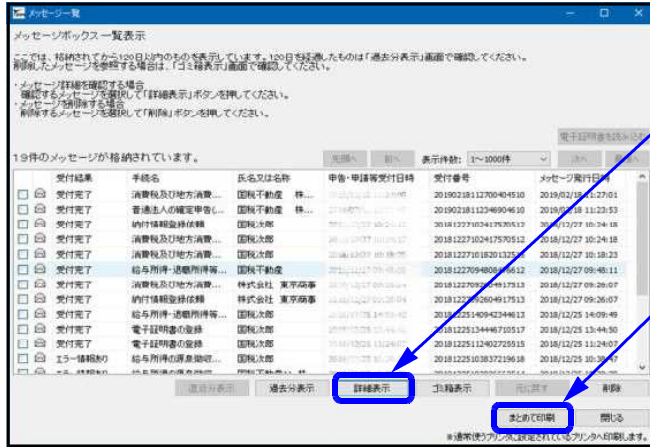 メッセージ一覧
メッセージボックス一覧表示
ここでは、格納されてから120日以内のものを表示しています。120日を経過したものは「過去分表示」画面で確認してください。
削除したメッセージを参照する場合は、「ゴミ箱表示」画面で確認してください。
・メッセージ詳細を確認する場合
確認するメッセージを選択して「詳細表示」ボタンを押してください。
・メッセージを削除する場合
削除するメッセージを選択して「削除」ボタンを押してください。
電子証明書を読み込む
19件のメッセージが格納されています。 先頭へ 前へ 表示件数: 1～1000件 次へ
受付結果 手続名 氏名又は名称 申告・申請等受付日時 受付番号 メッセージ発行日時
受付完了 消費税及び地方消費... 国税不動産 株... 20190218112700404510 2019/02/18 11:27:01
受付完了 普通法人の確定申告(... 国税不動産 株... 20190218112346904610 2019/02/18 11:23:53
受付完了 納付情報登録依頼 国税次郎 20181227102417570512 2018/12/27 10:24:18
受付完了 消費税及び地方消費... 国税次郎 20181227102417570512 2018/12/27 10:24:18
受付完了 消費税及び地方消費... 国税次郎 2018/12/27 10:18:23
受付完了 給与所得・退職所得等... 国税不動産 2018/12/27 09:48:11
受付完了 消費税及び地方消費... 株式会社 東京商事 2018/12/27 09:26:07
受付完了 納付情報登録依頼 株式会社 東京商事 2018/12/27 09:26:07
受付完了 給与所得・退職所得等... 国税次郎 20181225140942344613 2018/12/25 14:09:49
受付完了 電子証明書の登録 国税次郎 20181225134446710517 2018/12/25 13:44:50
受付完了 電子証明書の登録 国税次郎 20181225112402725515 2018/12/25 11:24:07
エラー情報あり 給与所得の源泉徴収... 国税次郎 20181225103837219618 2018/12/25 10:38:47
直近分表示 過去分表示 詳細表示 ゴミ箱表示 元に戻す 削除
まとめて印刷 閉じる
※通常使うプリンタに設定されているプリンタへ印刷します。